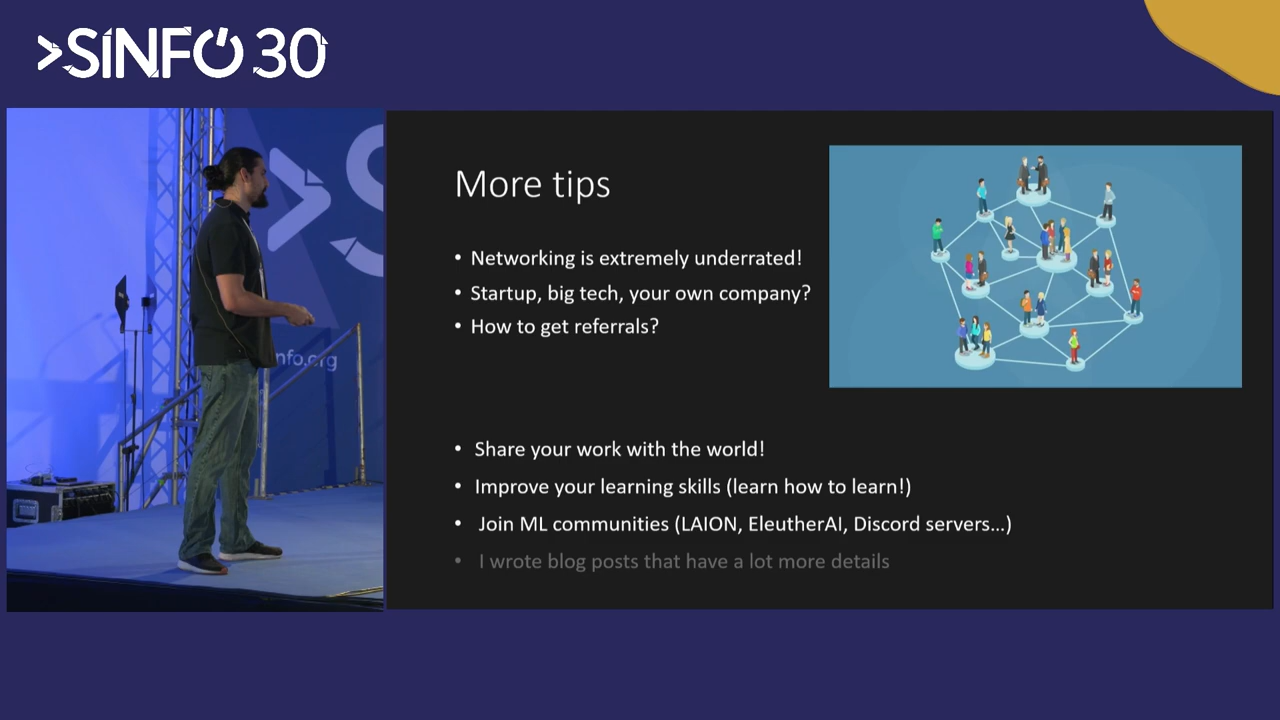 >SINFO 30
nfo.org
More tips
• Networking is extremely underrated!
• Startup, big tech, your own company?
• How to get referrals?
• Share your work with the world!
• Improve your learning skills (learn how to learn!)
• Join ML communities (LAION, EleutherAI, Discord servers...)
• I wrote blog posts that have a lot more details